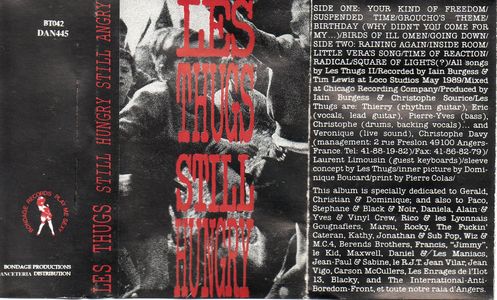 BT042
DAN445
BONDAGE RECORDS PLAY ME SEXY
BONDAGE PRODUCTIONS
DANCETERIA DISTRIBUTION
LES THUGS STILL HUNGRY STILL ANGRY
LES
THUGS
STILL
HUNGRY
SIDE ONE: YOUR KIND OF FREEDOM/
SUSPENDED TIME/GROUCHO'S THEME/
BIRTHDAY (WHY DIDN'T YOU COME FOR
MY...)/BIRDS OF ILL OMEN/GOING DOWN/
SIDE TWO: RAINING AGAIN/INSIDE ROOM/
LITTLE VERA'S SONG/TIME OF REACTION/
RADICAL/SQUARE OF LIGHTS(?)/All songs
by Les Thugs II/Recorded by Iain Burgess &
Tim Lewis at Loco Studios May 1989/Mixed
at Chicago Recording Company/Produced by
Iain Burgess & Christophe Sourice/Les
Thugs are: Thierry (rhythm guitar), Eric
(vocals, lead guitar), Pierre-Yves (bass),
Christophe (drums, backing vocals)... and
Veronique (live sound), Christophe Davy
(management: 2 rue Freslon 49100 Angers-
France. Tel: 41-88-19-82)/Fax: 41-86-82-79)/
Laurent Limousin (guest keyboards)/sleeve
concept by Les Thugs/inner picture by Domi-
nique Boucard/print by Pierre Colas/
This album is specially dedicated to Gerald,
Christian & Dominique; and also to Paco,
Stephane & Black & Noir, Daniela, Alain &
Yves & Vinyl Crew, Rico & les Lyonnais
Gougnafiers, Marsu, Rocky, The Fuckin'
Cateran, Kathy, Jonathan & Sub Pop, Wiz &
M.C.4, Berends Brothers, Francis, "Jimmy",
le Kid, Maxwell, Daniel &/Les Maniacs,
Jean-Paul & Sabine, le R.J.T. Jean Vilar, Jean
Vigo, Carson McCullers, Les Enrages de l'Ilot
13, Blacky, and The International-Anti-
Boredom-Front, et toute notre raia d'Angers.